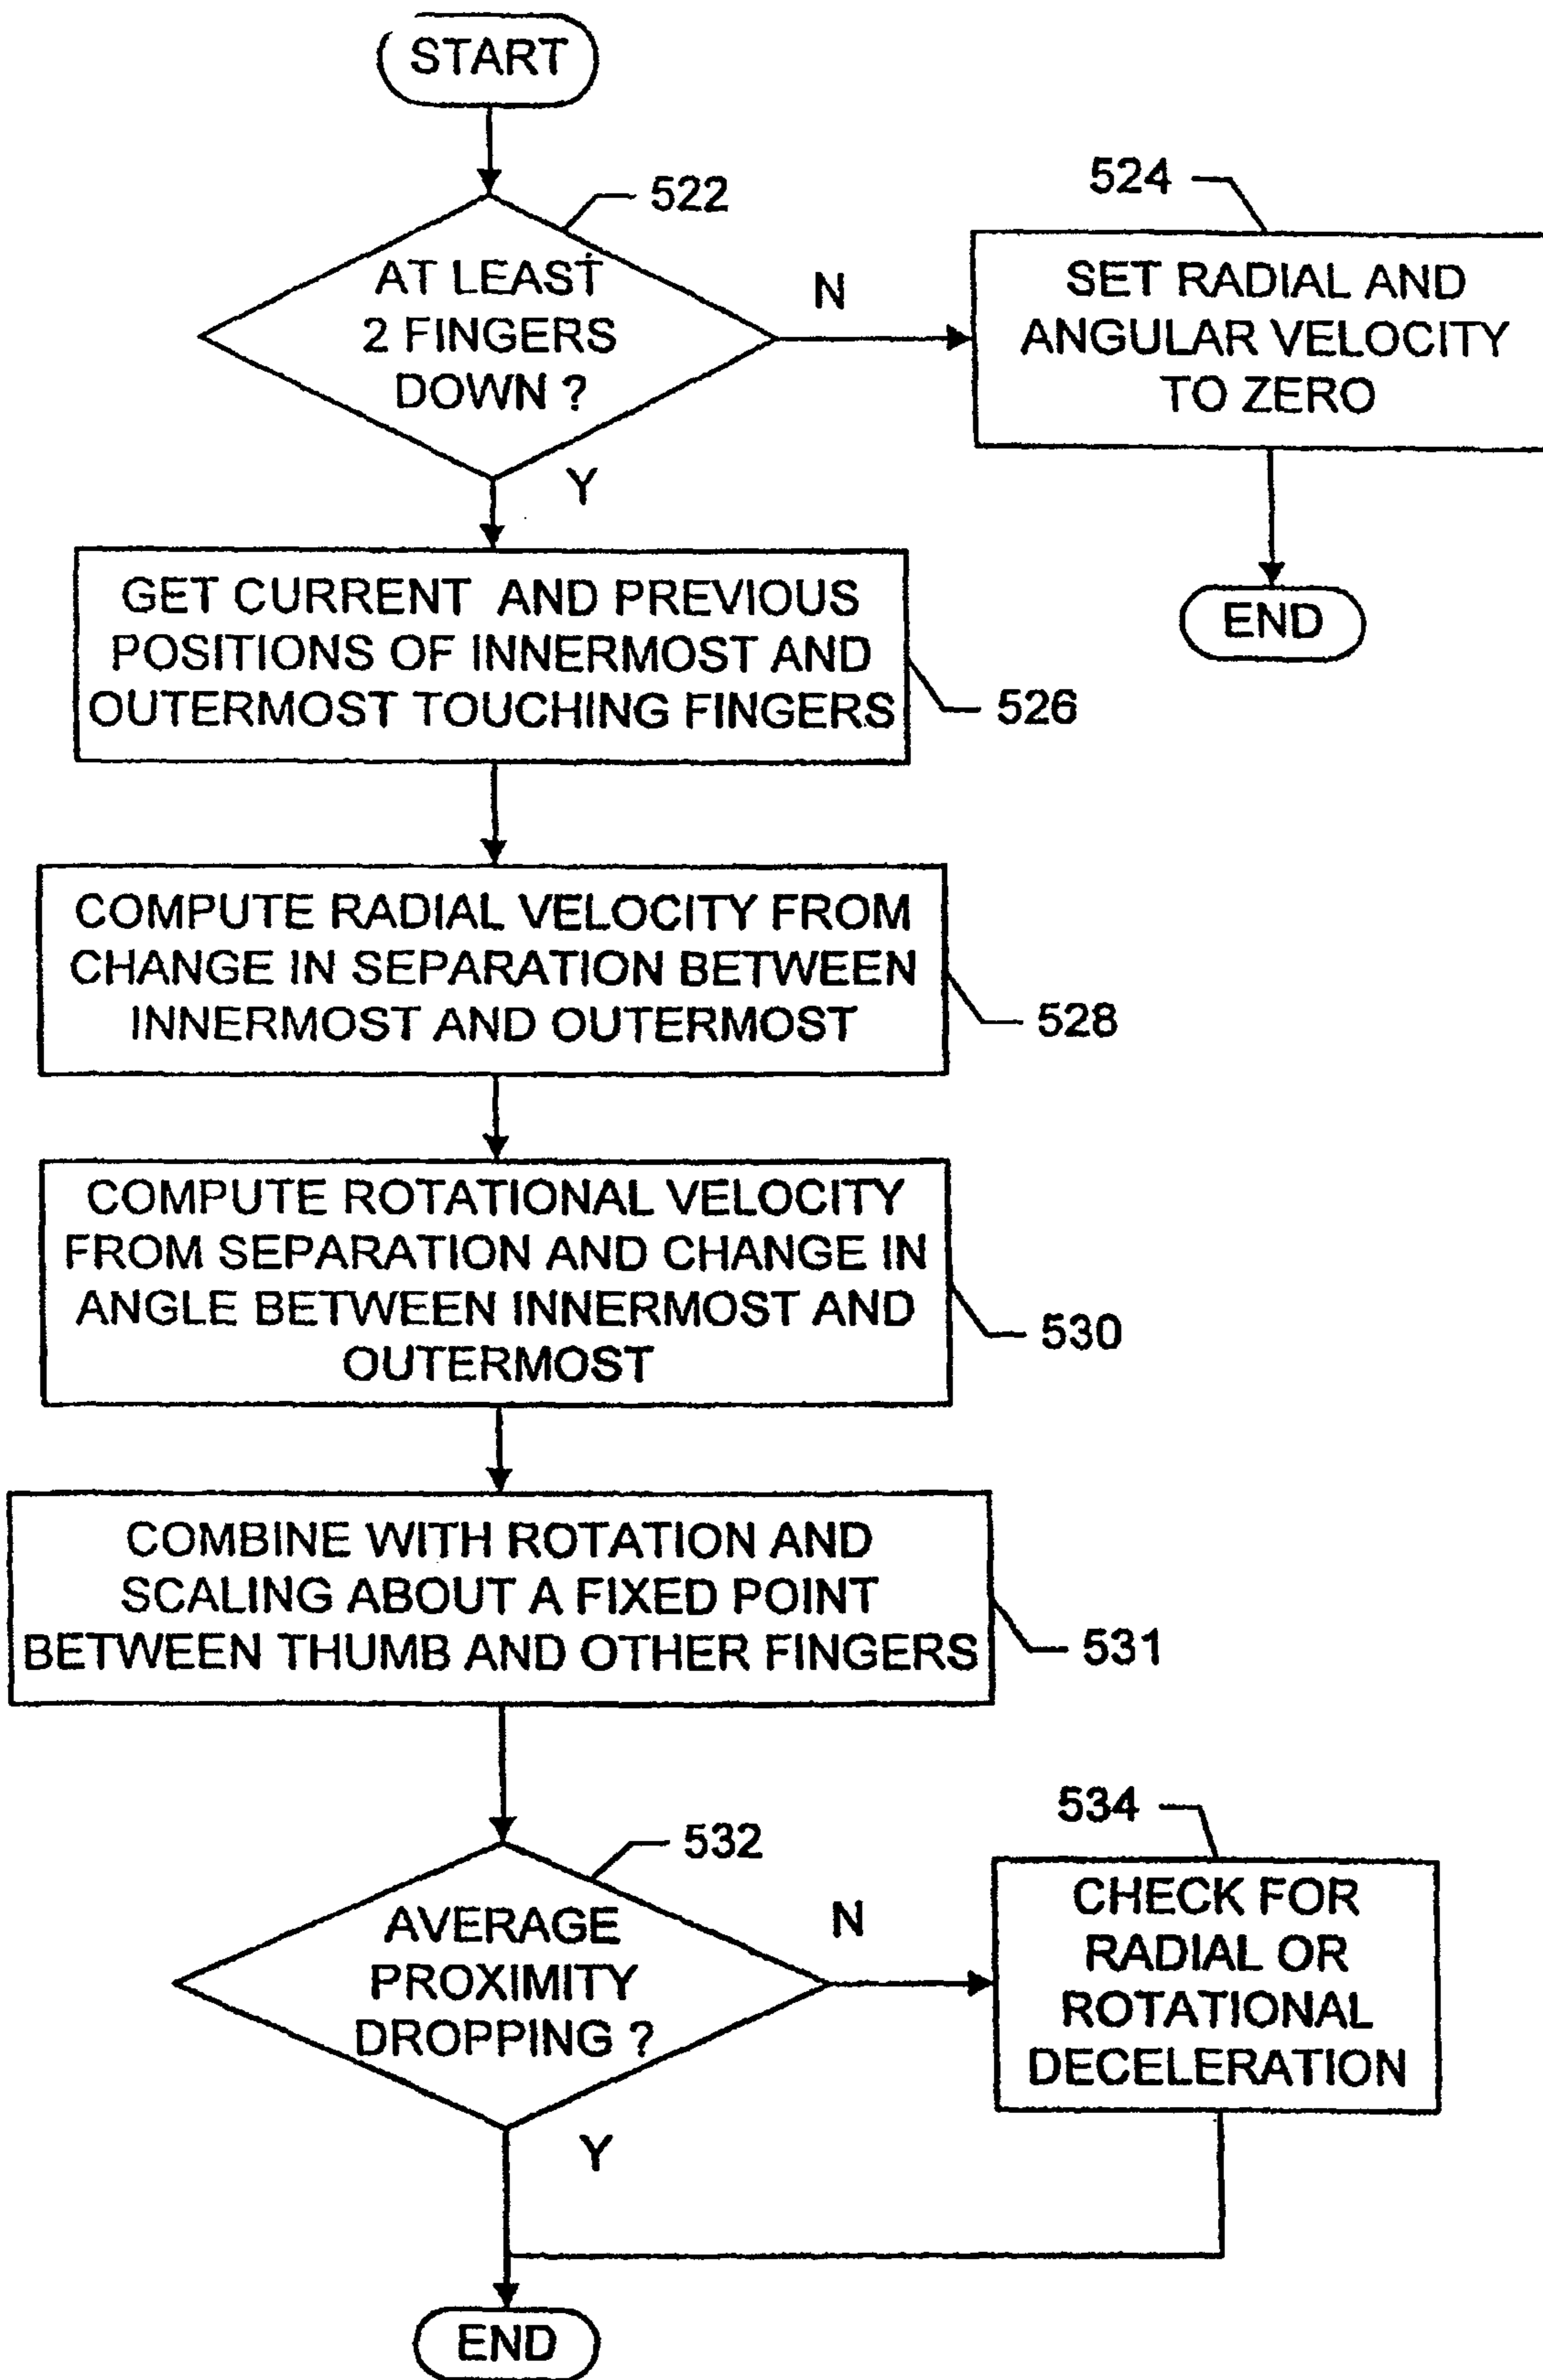 START
522
AT LEAST
2 FINGERS
DOWN ?
N
Y
524
SET RADIAL AND
ANGULAR VELOCITY
TO ZERO
END
GET CURRENT AND PREVIOUS
POSITIONS OF INNERMOST AND
OUTERMOST TOUCHING FINGERS
526
COMPUTE RADIAL VELOCITY FROM
CHANGE IN SEPARATION BETWEEN
INNERMOST AND OUTERMOST
528
COMPUTE ROTATIONAL VELOCITY
FROM SEPARATION AND CHANGE IN
ANGLE BETWEEN INNERMOST AND
OUTERMOST
530
COMBINE WITH ROTATION AND
SCALING ABOUT A FIXED POINT
BETWEEN THUMB AND OTHER FINGERS
531
532
AVERAGE
PROXIMITY
DROPPING ?
N
Y
534
CHECK FOR
RADIAL OR
ROTATIONAL
DECELERATION
END